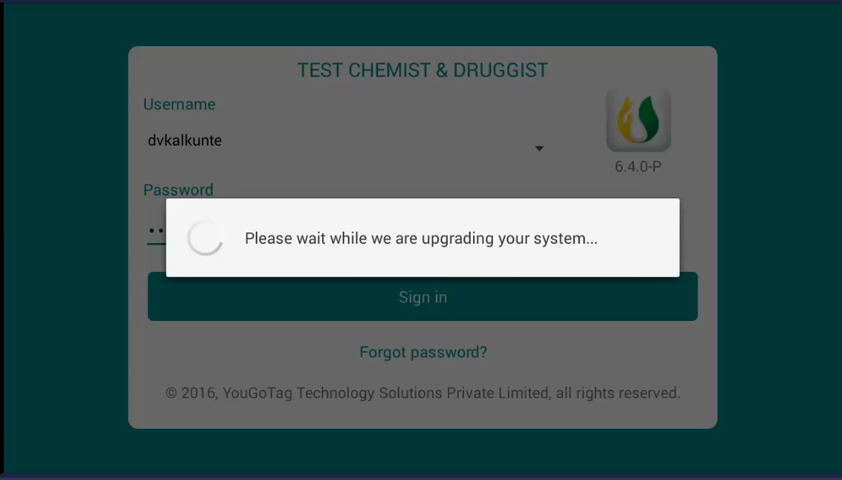 TEST CHEMIST & DRUGGIST
Username
dvkalkunte
6.4.0-P
Password
Please wait while we are upgrading your system...
Sign in
Forgot password?
© 2016, YouGoTag Technology Solutions Private Limited, all rights reserved.